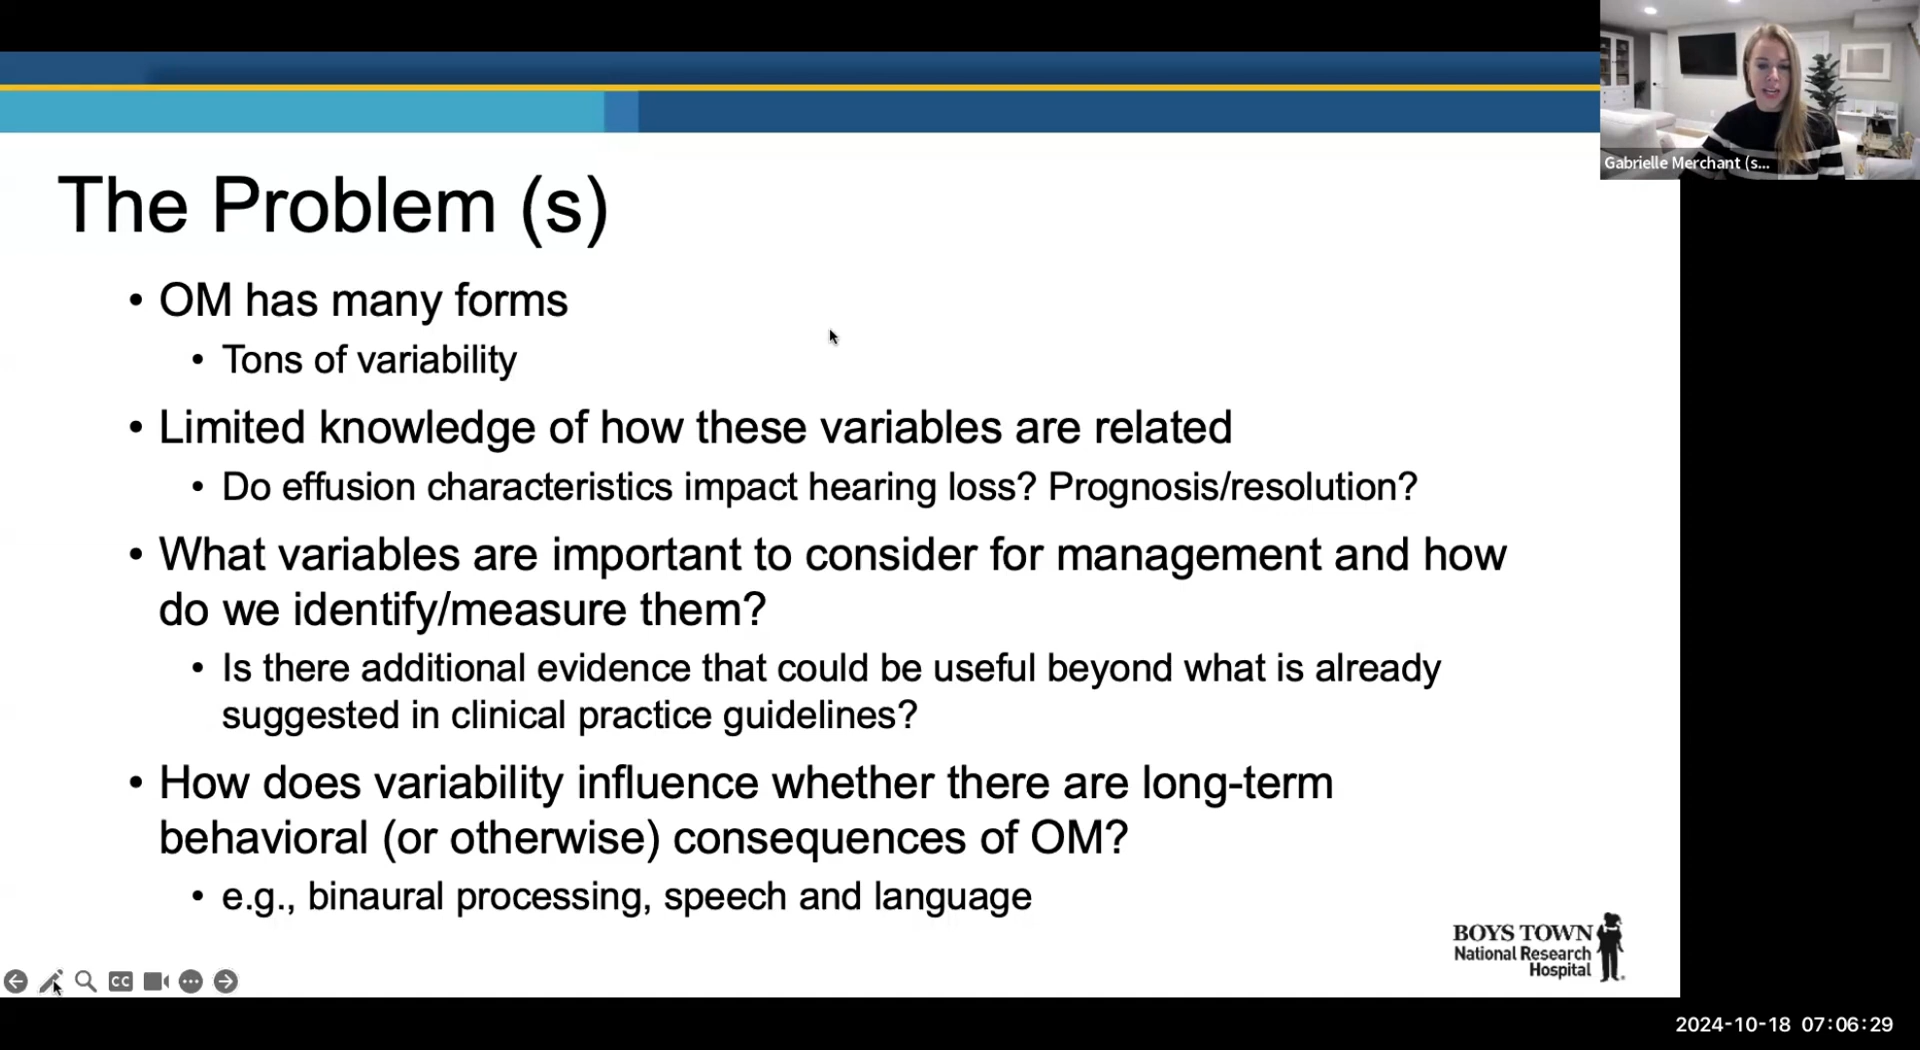 Gabrielle Merchant (s...
The Problem (s)
• OM has many forms
• Tons of variability
• Limited knowledge of how these variables are related
• Do effusion characteristics impact hearing loss? Prognosis/resolution?
• What variables are important to consider for management and how
do we identify/measure them?
• Is there additional evidence that could be useful beyond what is already
suggested in clinical practice guidelines?
• How does variability influence whether there are long-term
behavioral (or otherwise) consequences of OM?
• e.g., binaural processing, speech and language
BOYS TOWN
National Research
Hospital
CC
2024-10-18 07:06:29